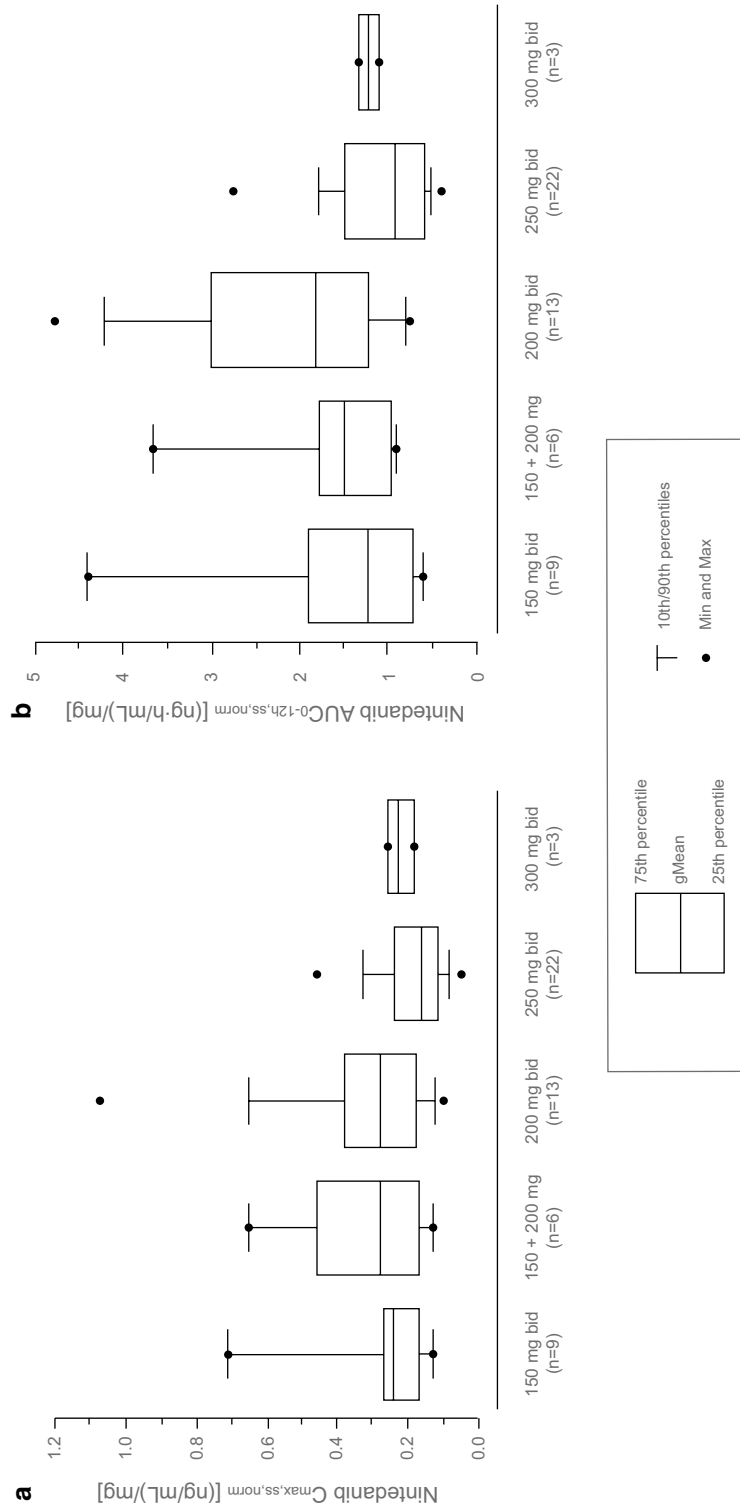 a
Nintedanib Cmax,ss,norm [(ng/mL)/mg]
1.2
1.0
0.8
0.6
0.4
0.2
0.0
150 mg bid
(n=9)
150 + 200 mg
(n=6)
200 mg bid
(n=13)
250 mg bid
(n=22)
300 mg bid
(n=3)
b
Nintedanib AUC0-12h,ss,norm [(ng·h/mL)/mg]
5
4
3
2
1
0
150 mg bid
(n=9)
150 + 200 mg
(n=6)
200 mg bid
(n=13)
250 mg bid
(n=22)
300 mg bid
(n=3)
75th percentile
gMean
25th percentile
10th/90th percentiles
Min and Max